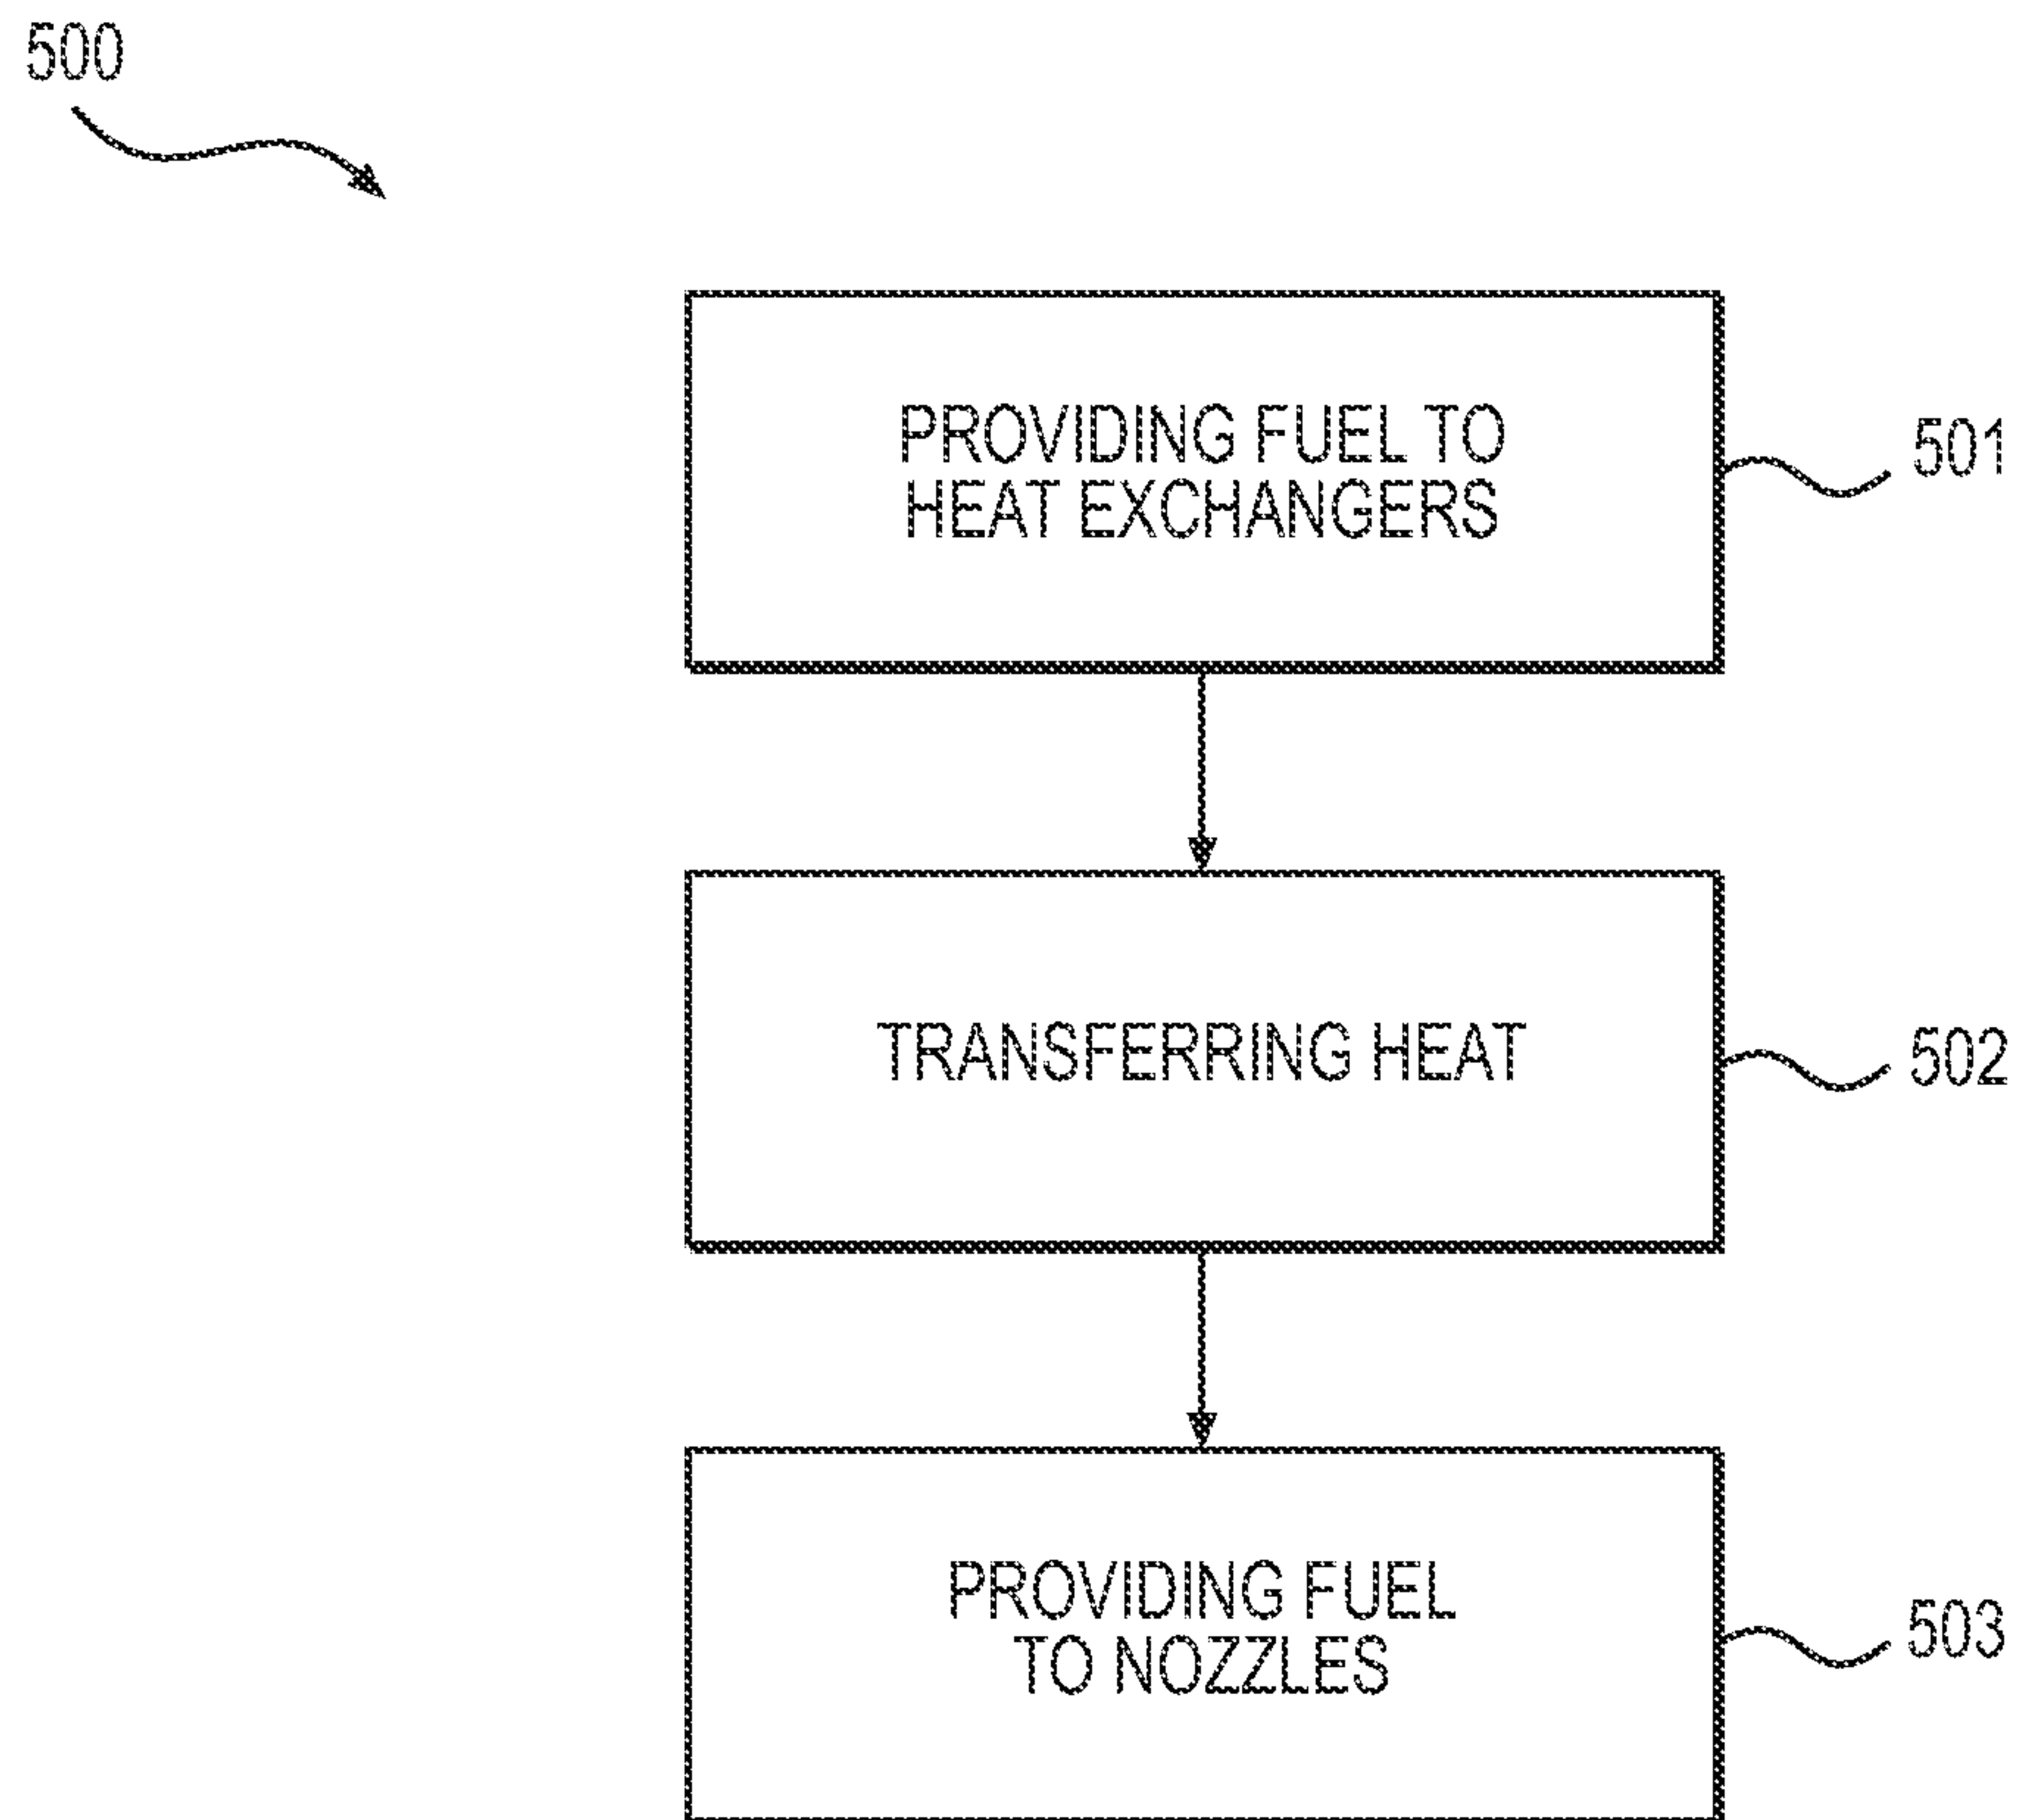 500
PROVIDING FUEL TO
HEAT EXCHANGERS
501
TRANSFERRING HEAT
502
PROVIDING FUEL
TO NOZZLES
503